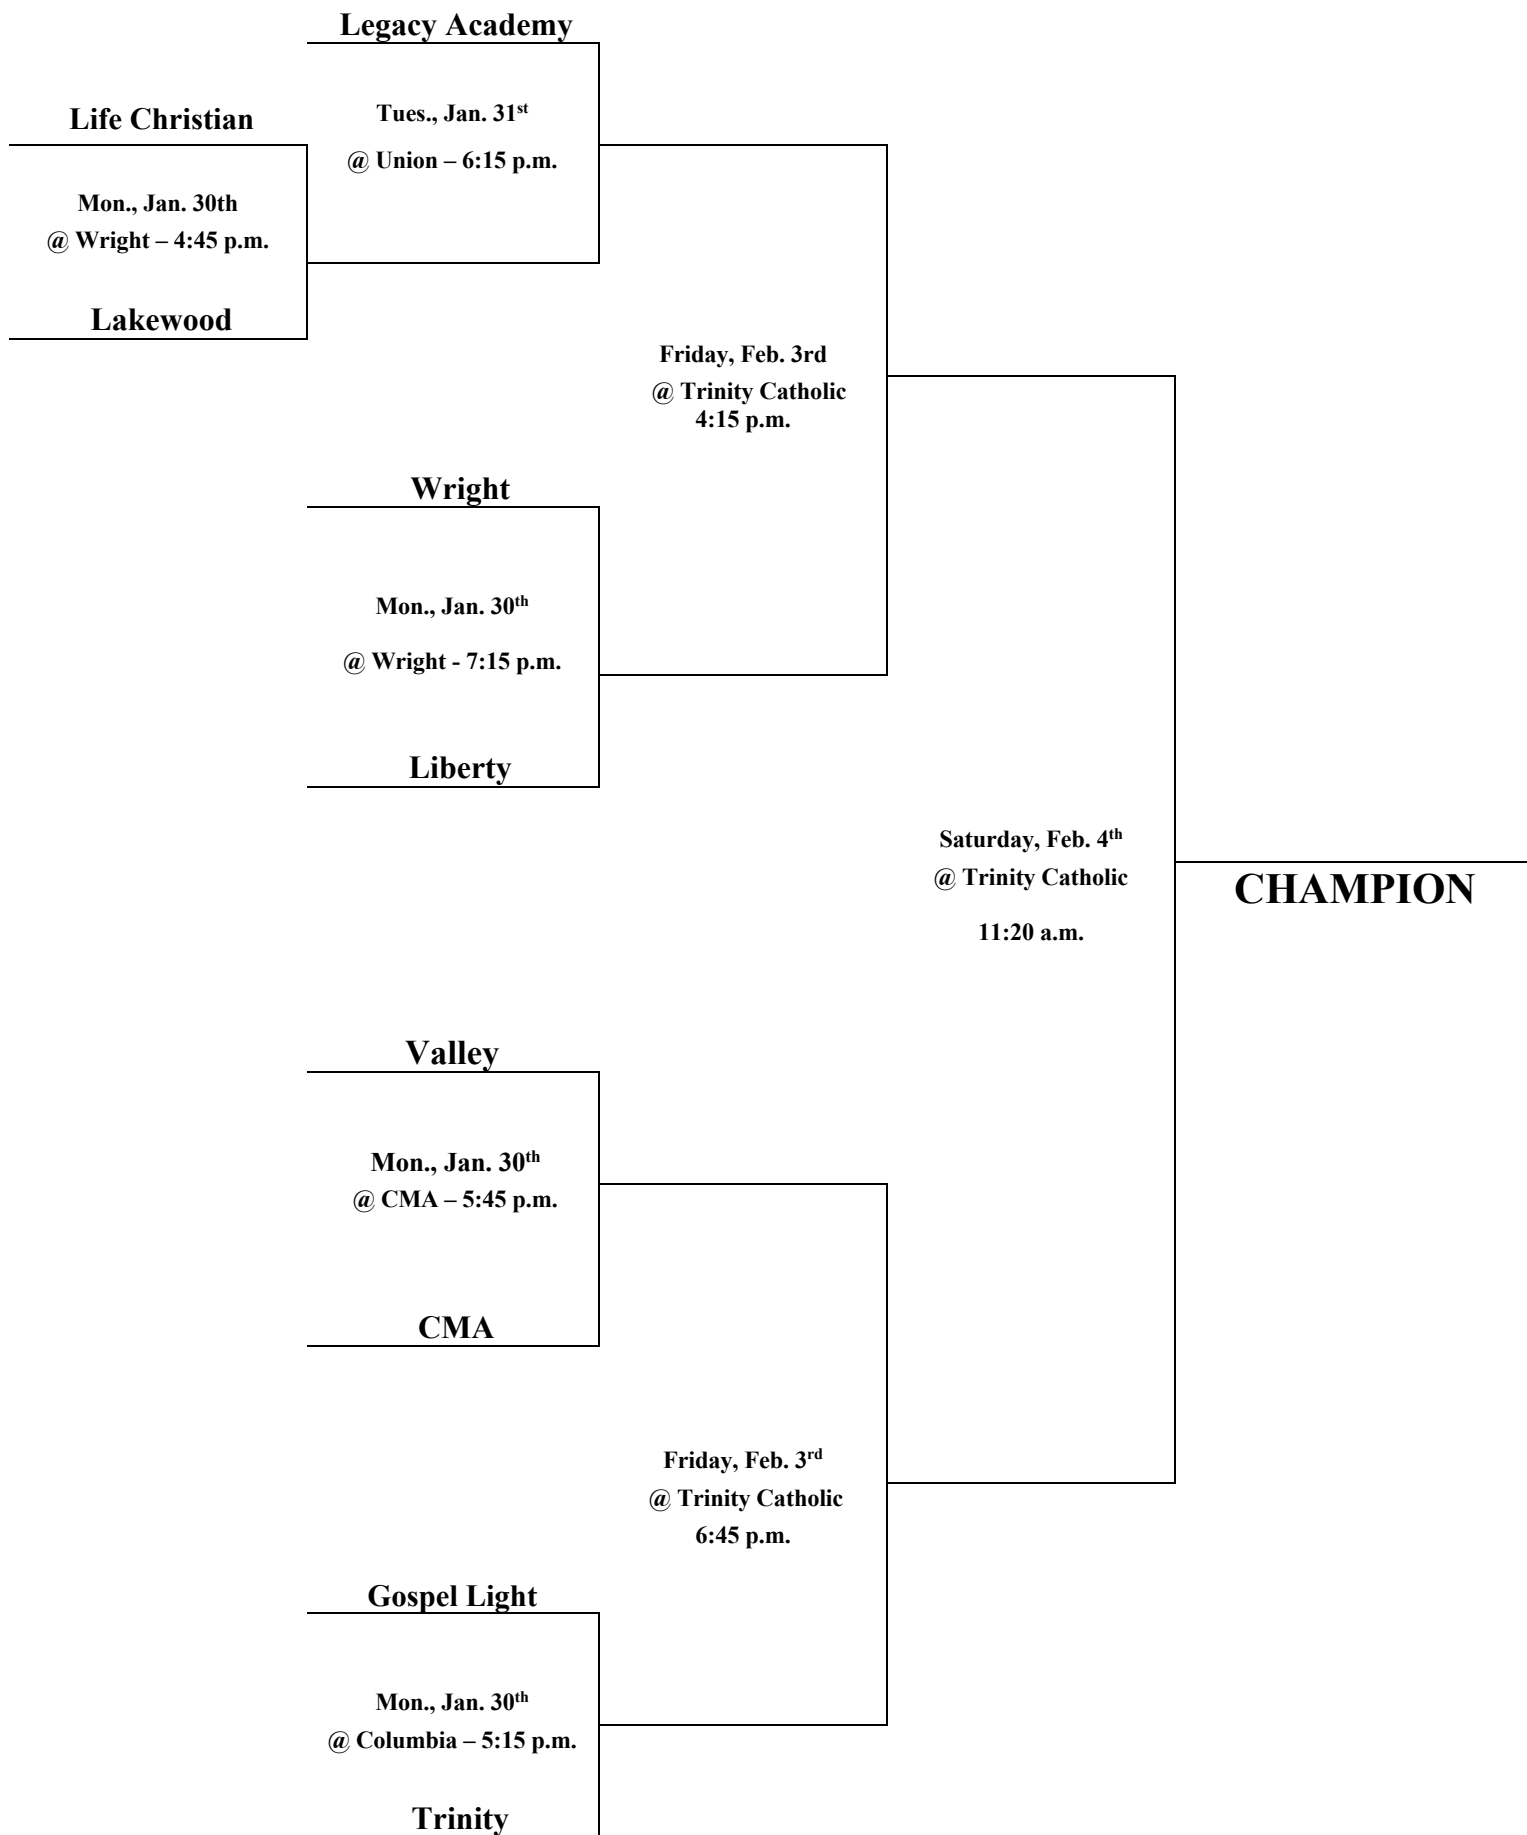 Legacy Academy
Life Christian
Tues., Jan. 31st
@ Union – 6:15 p.m.
Mon., Jan. 30th
@ Wright – 4:45 p.m.
Lakewood
Friday, Feb. 3rd
@ Trinity Catholic
4:15 p.m.
Wright
Mon., Jan. 30th
@ Wright - 7:15 p.m.
Liberty
Saturday, Feb. 4th
@ Trinity Catholic
11:20 a.m.
CHAMPION
Valley
Mon., Jan. 30th
@ CMA – 5:45 p.m.
CMA
Friday, Feb. 3rd
@ Trinity Catholic
6:45 p.m.
Gospel Light
Mon., Jan. 30th
@ Columbia – 5:15 p.m.
Trinity